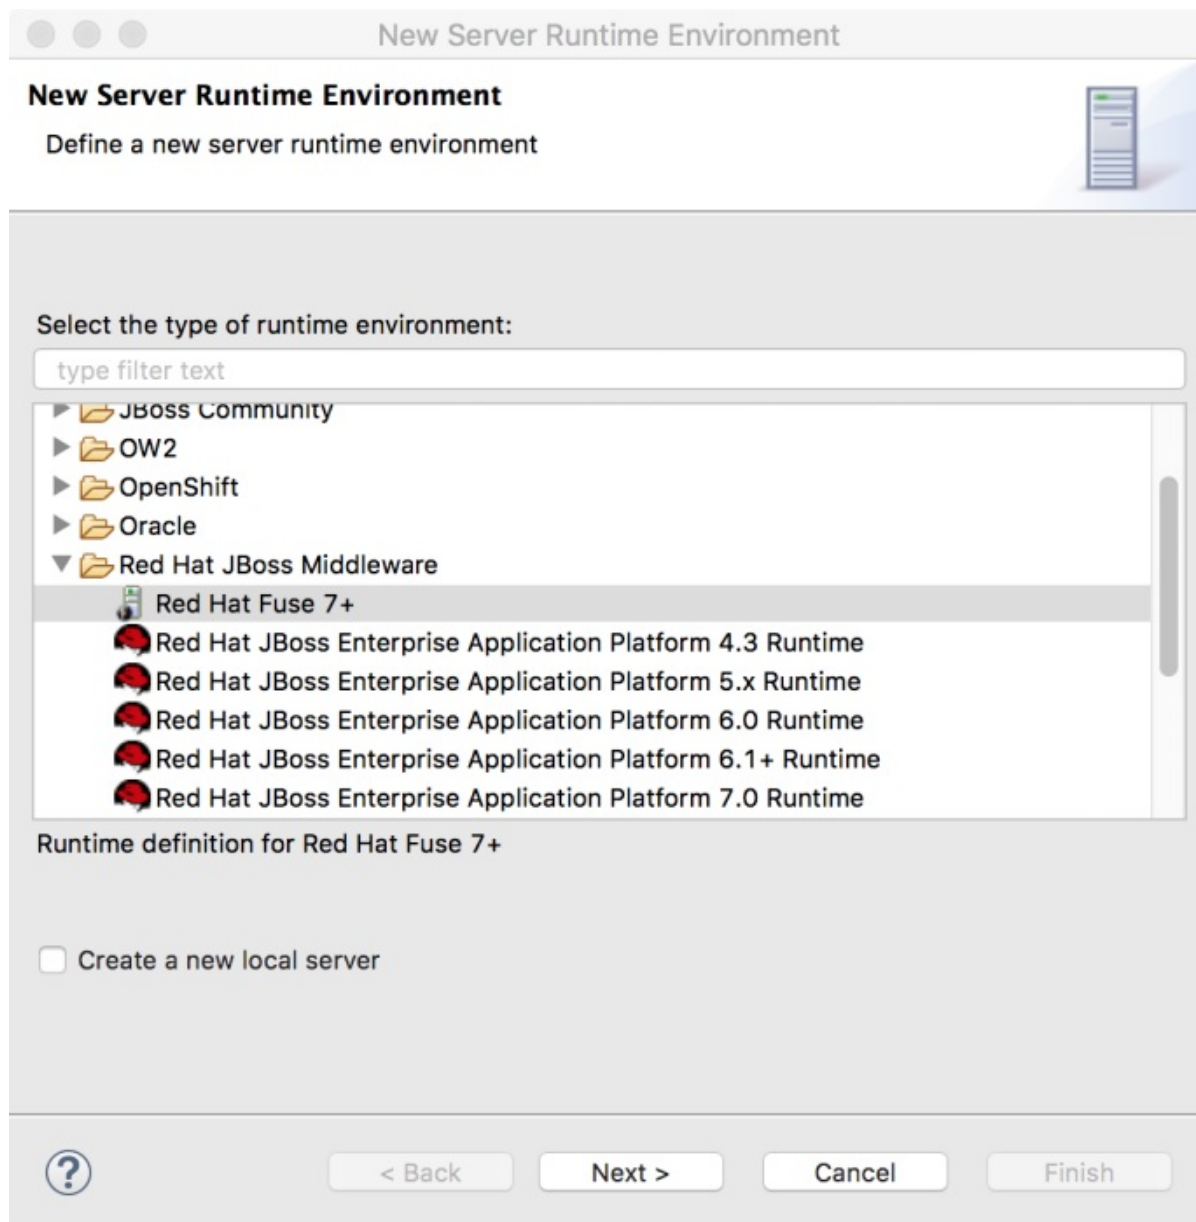 New Server Runtime Environment
New Server Runtime Environment
Define a new server runtime environment
Select the type of runtime environment:
type filter text
JBoss Community
OW2
OpenShift
Oracle
Red Hat JBoss Middleware
Red Hat Fuse 7+
Red Hat JBoss Enterprise Application Platform 4.3 Runtime
Red Hat JBoss Enterprise Application Platform 5.x Runtime
Red Hat JBoss Enterprise Application Platform 6.0 Runtime
Red Hat JBoss Enterprise Application Platform 6.1+ Runtime
Red Hat JBoss Enterprise Application Platform 7.0 Runtime
Runtime definition for Red Hat Fuse 7+
Create a new local server
? < Back Next > Cancel Finish